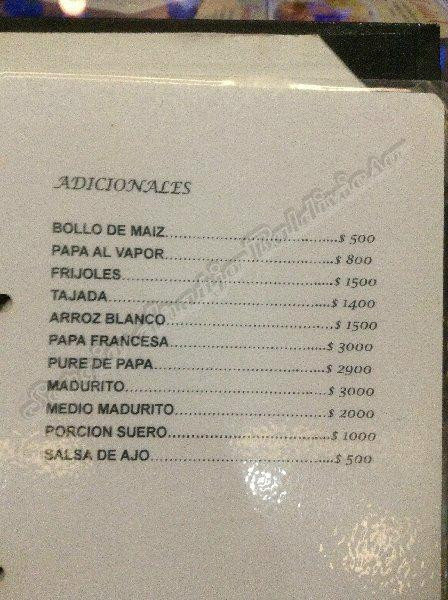 ADICIONALES
BOLLO DE MAIZ...............................$ 500
PAPA AL VAPOR...............................$ 800
FRIJOLES...............................$ 1500
TAJADA...............................$ 1400
ARROZ BLANCO...............................$ 1500
PAPA FRANCESA...............................$ 3000
PURE DE PAPA...............................$ 2900
MADURITO...............................$ 3000
MEDIO MADURITO...............................$ 2000
PORCION SUERO...............................$ 1000
SALSA DE AJO...............................$ 500